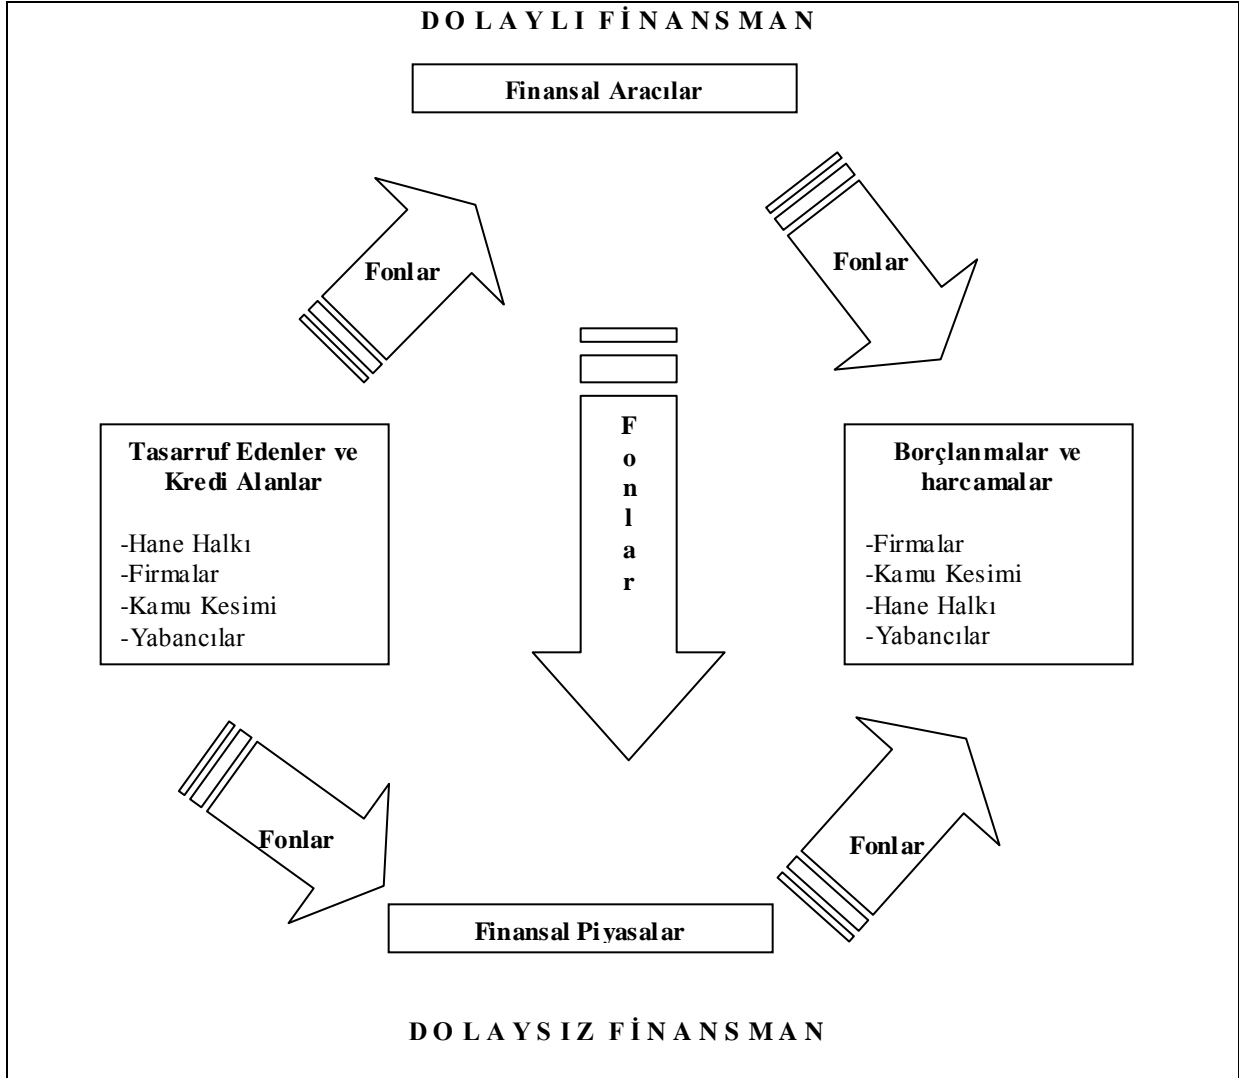 DOLAYLI FİNANSMAN
Finansal Aracılar
Fonlar
Fonlar
Fonlar
Tasarruf Edenler ve
Kredi Alanlar
-Hane Halkı
-Firmalar
-Kamu Kesimi
-Yabancılar
Borçlanmalar ve
harcamalar
-Firmalar
-Kamu Kesimi
-Hane Halkı
-Yabancılar
Fonlar
Fonlar
Finansal Piyasalar
DOLAYSIZ FİNANSMAN